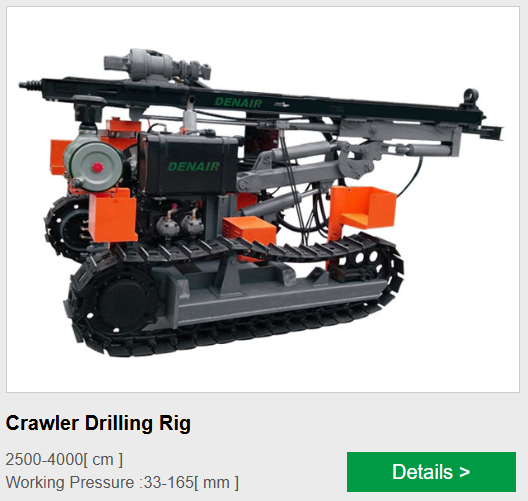 DENAIR
DENAIR
Crawler Drilling Rig
2500-4000[ cm ]
Working Pressure :33-165[ mm ]
Details >